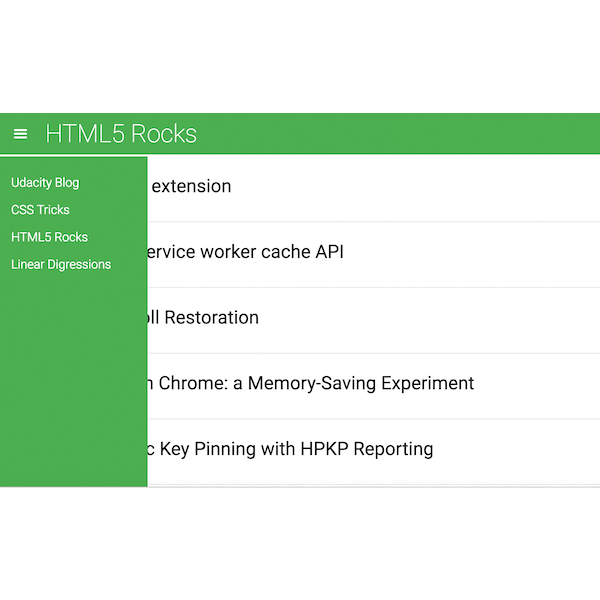 HTML5 Rocks
Udacity Blog
CSS Tricks
HTML5 Rocks
Linear Digressions
extension
ervice worker cache API
ll Restoration
Chrome: a Memory-Saving Experiment
c Key Pinning with HPKP Reporting